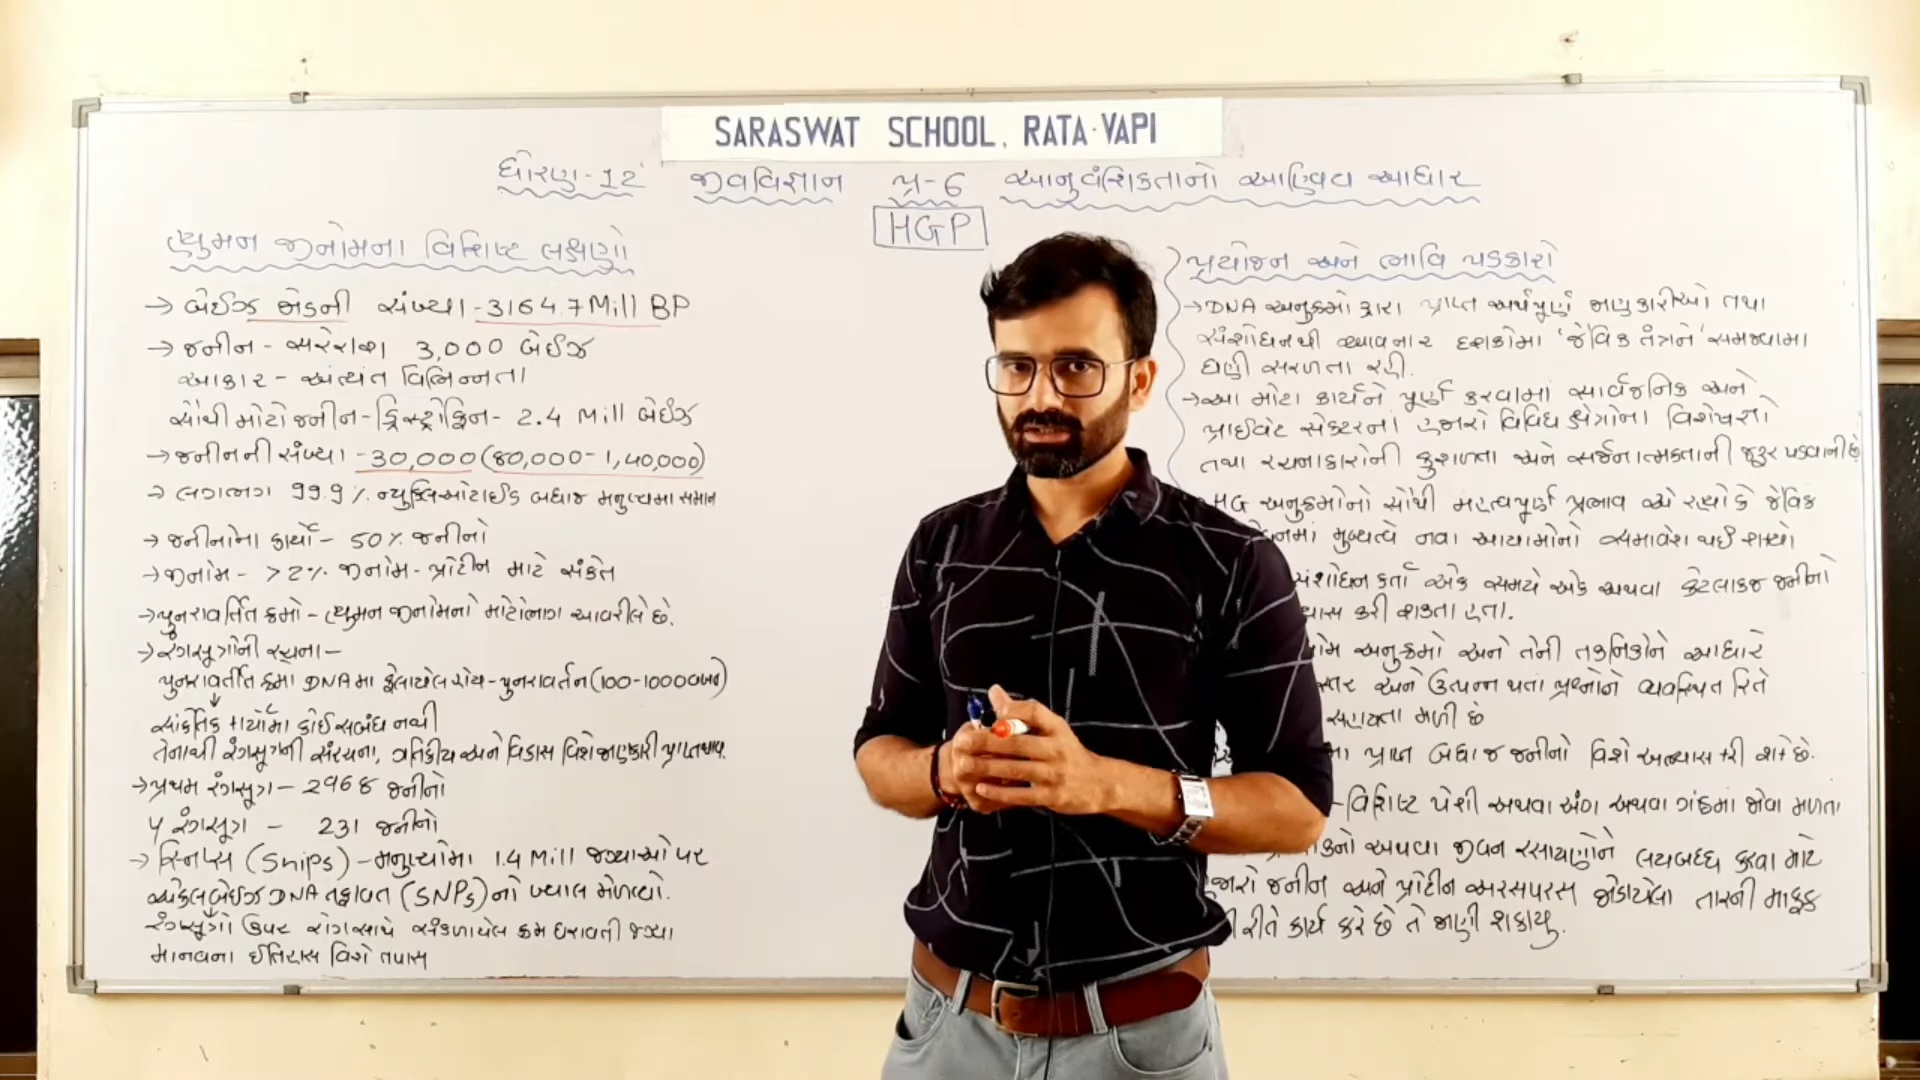 SARASWAT SCHOOL, RATA-VAPI
ધોરણ-12 જીવવિજ્ઞાન પ્ર-6 આનુવંશિકતાનો આણ્વિય આધાર
HGP
હ્યુમન જીનોમના વિશિષ્ટ લક્ષણો
→ બેઈઝ જોડની સંખ્યા-3164.7 Mill BP
→ જનીન - સરેરાશ 3,000 બેઈઝ
આકાર - અત્યંત વિભિન્નતા
સૌથી મોટો જનીન-ડિસ્ટ્રોફિન- 2.4 Mill બેઈઝ
→ જનીનની સંખ્યા -30,000 (80,000-1,40,000)
→ લગભગ 99.9 % ન્યુક્લિઓટાઈડ બધાજ મનુષ્યમા સમાન
→ જનીનોના કાર્યો - 50 % જનીનો
→ જીનોમ - >2% જીનોમ-પ્રોટીન માટે સંકેત
→ પુનરાવર્તિત ક્રમો - હ્યુમન જીનોમનો મોટોભાગ આવરીલે છે.
→ રંગસૂત્રોની રચના-
પુનરાવર્તીત ક્રમો DNAમા ફેલાયેલ હોય-પુનરાવર્તન (100-1000વાર)
કોઈ સબંધ નથી
તેનાથી રંગસૂત્રની સંરચના, ગતિકીય અને વિકાસ વિશે જાણકારી પ્રાપ્ત થાય.
→ પ્રથમ રંગસૂત્ર - 2968 જનીનો
y રંગસૂત્ર - 231 જનીનો
→ સ્નિપ્સ (Snips) -મનુષ્યોમા 1.4 Mill જગ્યાઓ પર
એકલ બેઈઝ DNA તફાવત (SNPs)નો ખ્યાલ મેળવ્યો.
રંગસૂત્રો ઉપર રોગસાથે સંકળાયેલ ક્રમ ધરાવતી જગ્યા
માનવના ઈતિહાસ વિશે તપાસ
પ્રયોજન અને ભાવિ પડકારો
→ DNA અનુક્રમો દ્વારા પ્રાપ્ત અર્થપૂર્ણ જાણકારીઓ તથા
સંશોધનથી આવનાર દશકોમા 'જૈવિક તંત્રને' સમજવામા
ઘણી સરળતા રહી.
→ આ મોટા કાર્યને પૂર્ણ કરવામાં સાર્વજનિક અને
પ્રાઈવેટ સેક્ટરના હજારો વિવિધ ક્ષેત્રોના વિશેષજ્ઞો
તથા રચનાકારોની કુશળતા અને સર્જનાત્મકતાની જરૂર પડવાની છે
HG અનુક્રમોનો સૌથી મહત્વપૂર્ણ પ્રભાવ એ રહ્યો કે જૈવિક
મુખ્યત્વે નવા આયામોનો સમાવેશ થઈ શક્યો
સંશોધન કર્તા એક સમયે એક અથવા કેટલાકજ જનીનો
કરી શકતા હતા.
અનુક્રમો અને તેની તકનિકોને આધારે
અને ઉત્પન્ન થતા પ્રશ્નોને વ્યવસ્થિત રિતે
મળી છે
પ્રાપ્ત બધા જ જનીનો વિશે અભ્યાસ કરી શકે છે.
વિશિષ્ટ પેશી અથવા અંગ અથવા ગાંઠમાં જોવા મળતા
અથવા જીવન રસાયણોને લયબદ્ધ કરવા માટે
હજારો જનીન અને પ્રોટીન અરસપરસ જોડાયેલા તારની માફક
રીતે કાર્ય કરે છે તે જાણી શકાયુ.